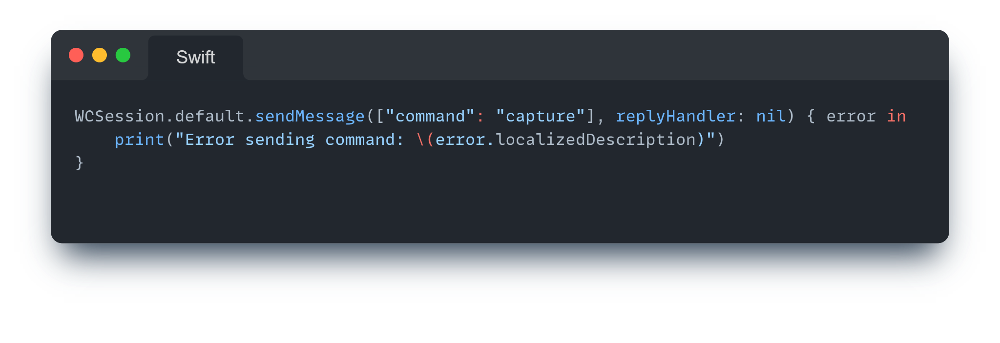 Swift
WCSession.default.sendMessage(["command": "capture"], replyHandler: nil) { error in
    print("Error sending command: \(error.localizedDescription)")
}